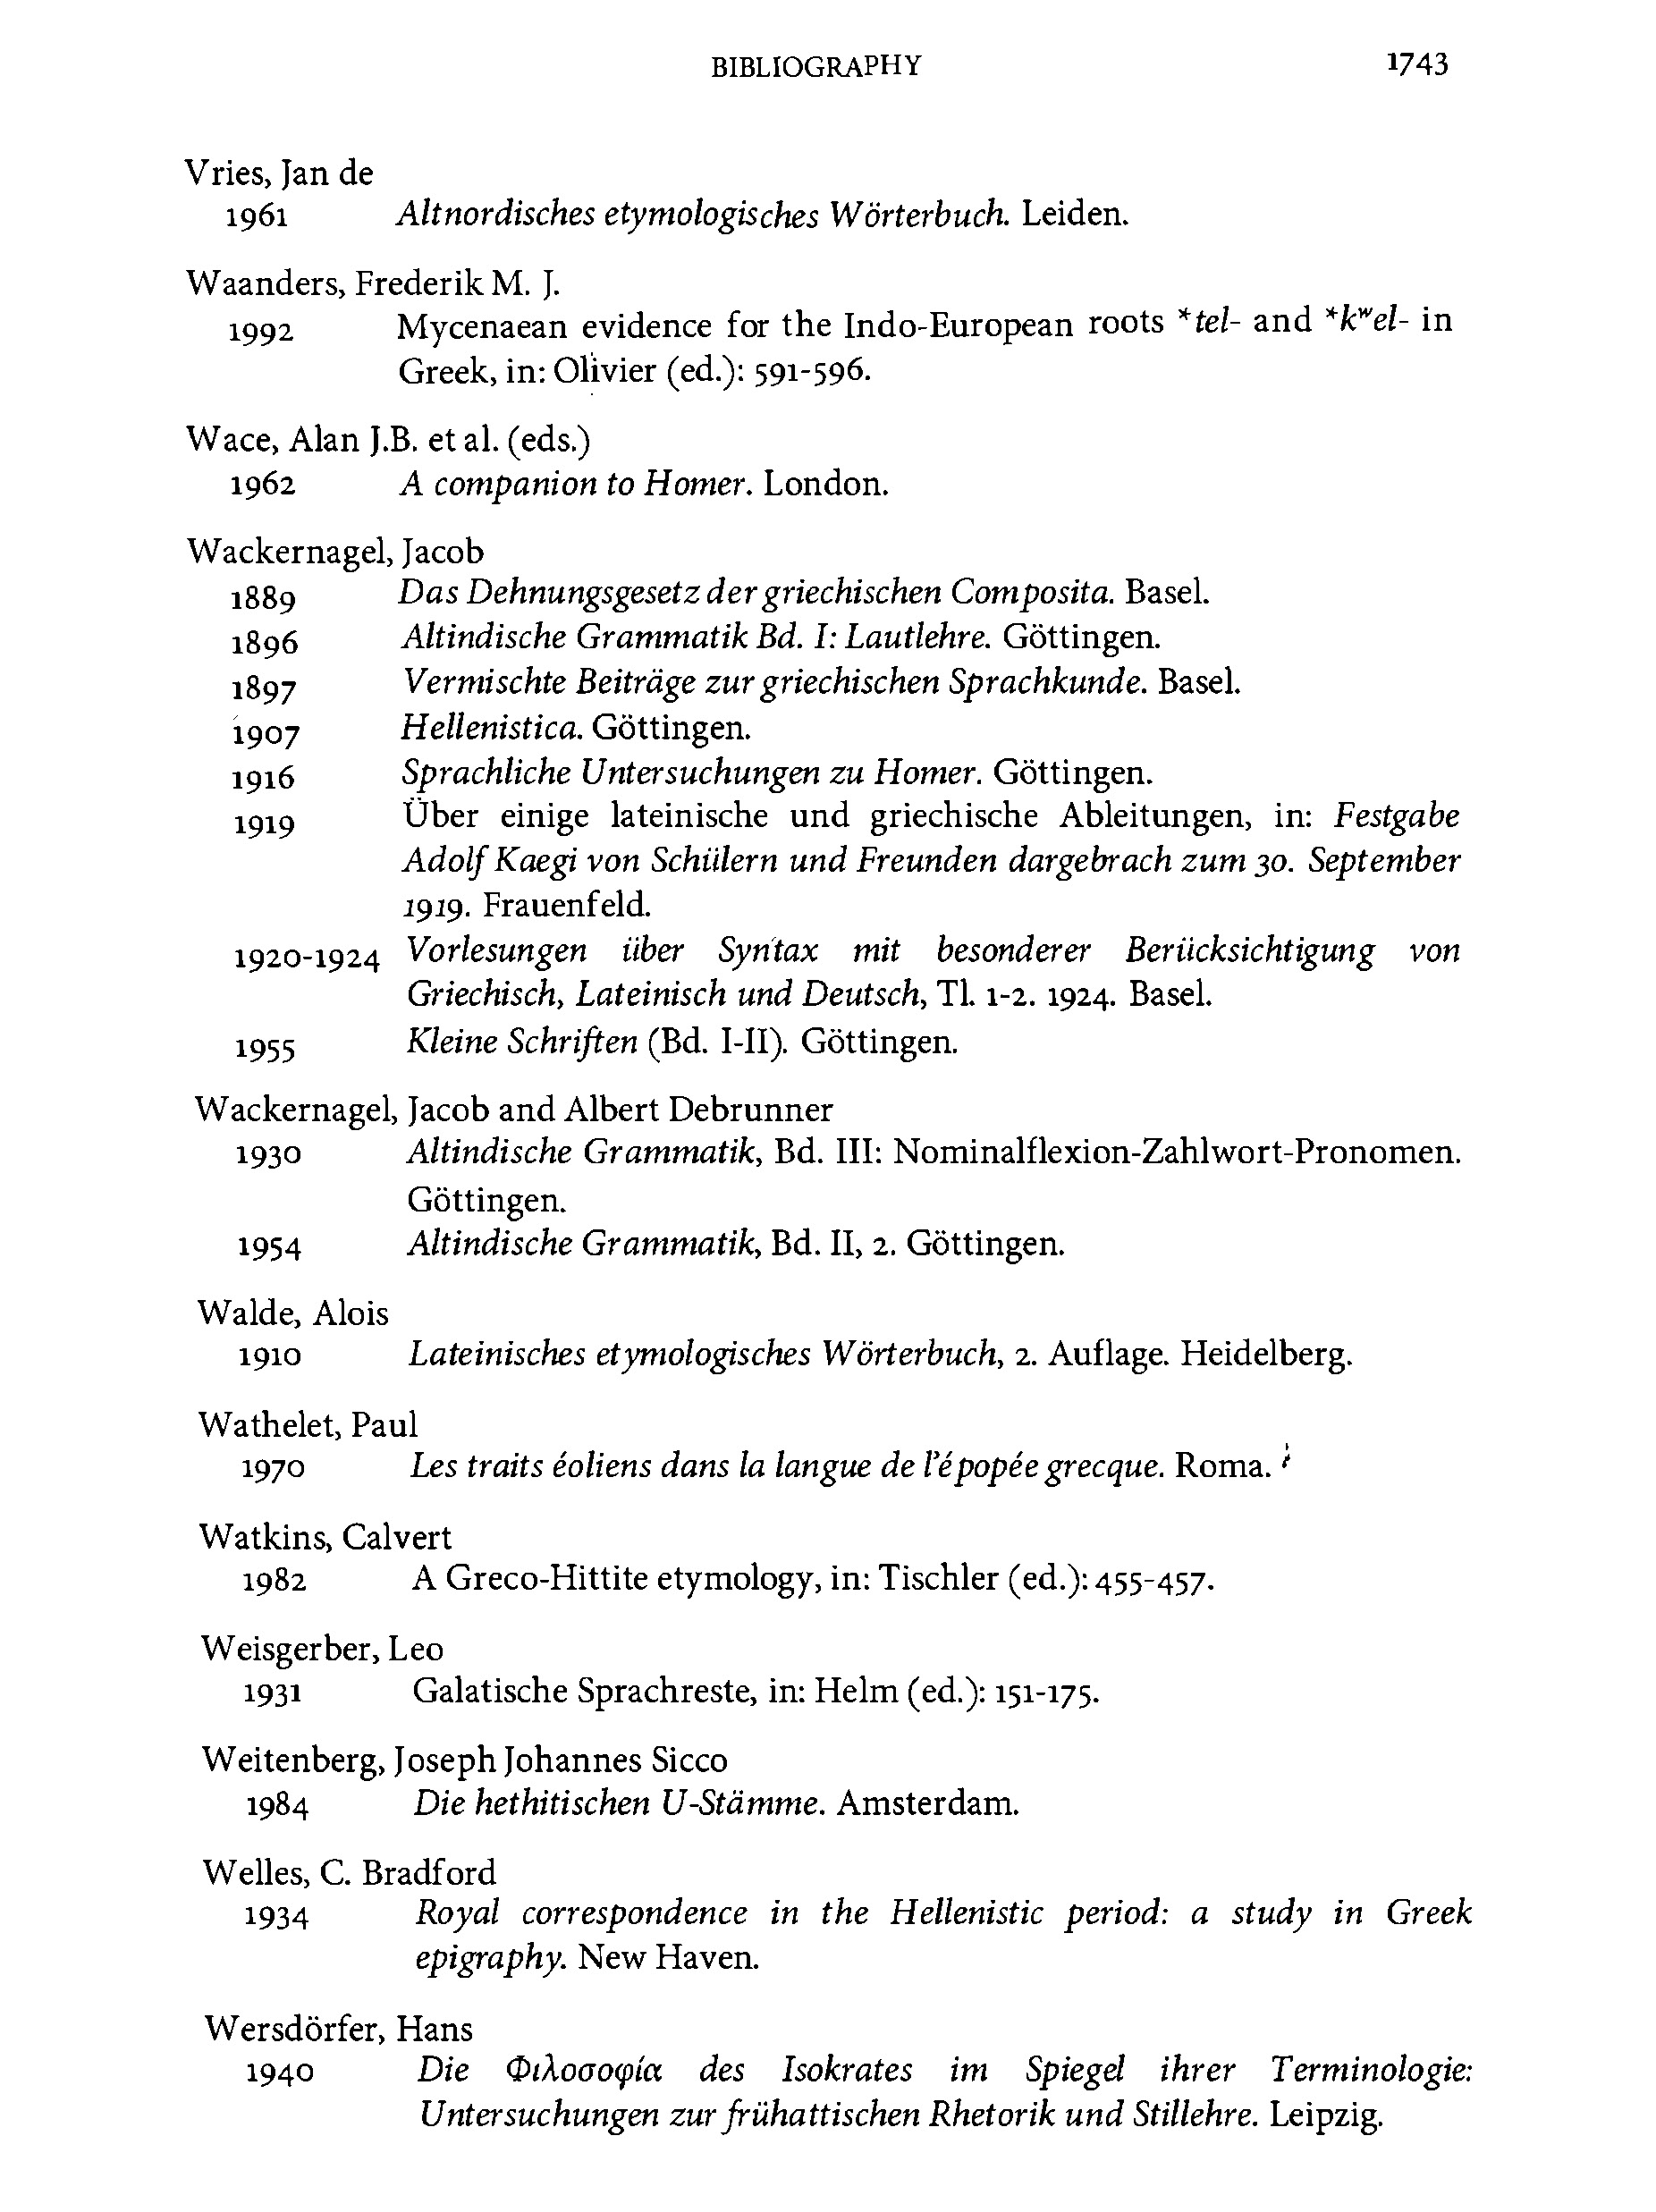 BIBLIOGRAPHY 1743
Vries, Jan de
1961 Altnordisches etymologisches Wörterbuch. Leiden.
Waanders, Frederik M. J.
1992 Mycenaean evidence for the Indo-European roots *tel- and *kʷel- in
Greek, in: Olivier (ed.): 591-596.
Wace, Alan J.B. et al. (eds.)
1962 A companion to Homer. London.
Wackernagel, Jacob
1889 Das Dehnungsgesetz der griechischen Composita. Basel.
1896 Altindische Grammatik Bd. I: Lautlehre. Göttingen.
1897 Vermischte Beiträge zur griechischen Sprachkunde. Basel.
1907 Hellenistica. Göttingen.
1916 Sprachliche Untersuchungen zu Homer. Göttingen.
1919 Über einige lateinische und griechische Ableitungen, in: Festgabe
Adolf Kaegi von Schülern und Freunden dargebrach zum 30. September
1919. Frauenfeld.
1920-1924 Vorlesungen über Syntax mit besonderer Berücksichtigung von
Griechisch, Lateinisch und Deutsch, Tl. 1-2. 1924. Basel.
1955 Kleine Schriften (Bd. I-II). Göttingen.
Wackernagel, Jacob and Albert Debrunner
1930 Altindische Grammatik, Bd. III: Nominalflexion-Zahlwort-Pronomen.
Göttingen.
1954 Altindische Grammatik, Bd. II, 2. Göttingen.
Walde, Alois
1910 Lateinisches etymologisches Wörterbuch, 2. Auflage. Heidelberg.
Wathelet, Paul
1970 Les traits éoliens dans la langue de l'épopée grecque. Roma.
Watkins, Calvert
1982 A Greco-Hittite etymology, in: Tischler (ed.): 455-457.
Weisgerber, Leo
1931 Galatische Sprachreste, in: Helm (ed.): 151-175.
Weitenberg, Joseph Johannes Sicco
1984 Die hethitischen U-Stämme. Amsterdam.
Welles, C. Bradford
1934 Royal correspondence in the Hellenistic period: a study in Greek
epigraphy. New Haven.
Wersdörfer, Hans
1940 Die Φιλοσοφία des Isokrates im Spiegel ihrer Terminologie:
Untersuchungen zur frühattischen Rhetorik und Stillehre. Leipzig.